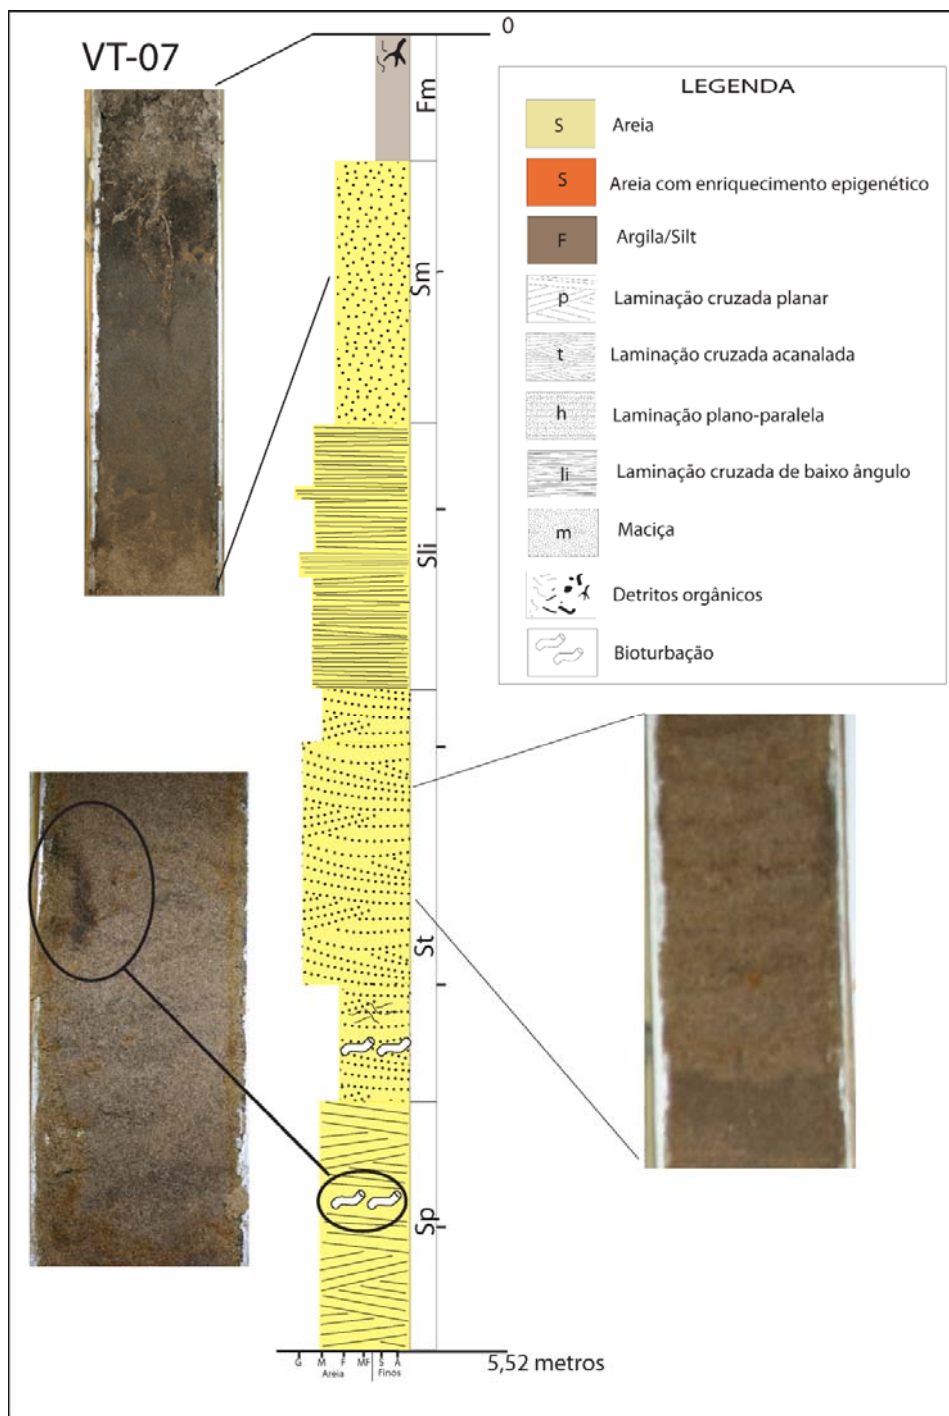 0
VT-07
Fm
Sm
Sli
St
Sp
LEGENDA
S Areia
S Areia com enriquecimento epigenético
F Argila/Silt
p Laminação cruzada planar
t Laminação cruzada acanalada
h Laminação plano-paralela
li Laminação cruzada de baixo ângulo
m Maciça
Detritos orgânicos
Bioturbação
G M F MF S A
Areia Finos
5,52 metros